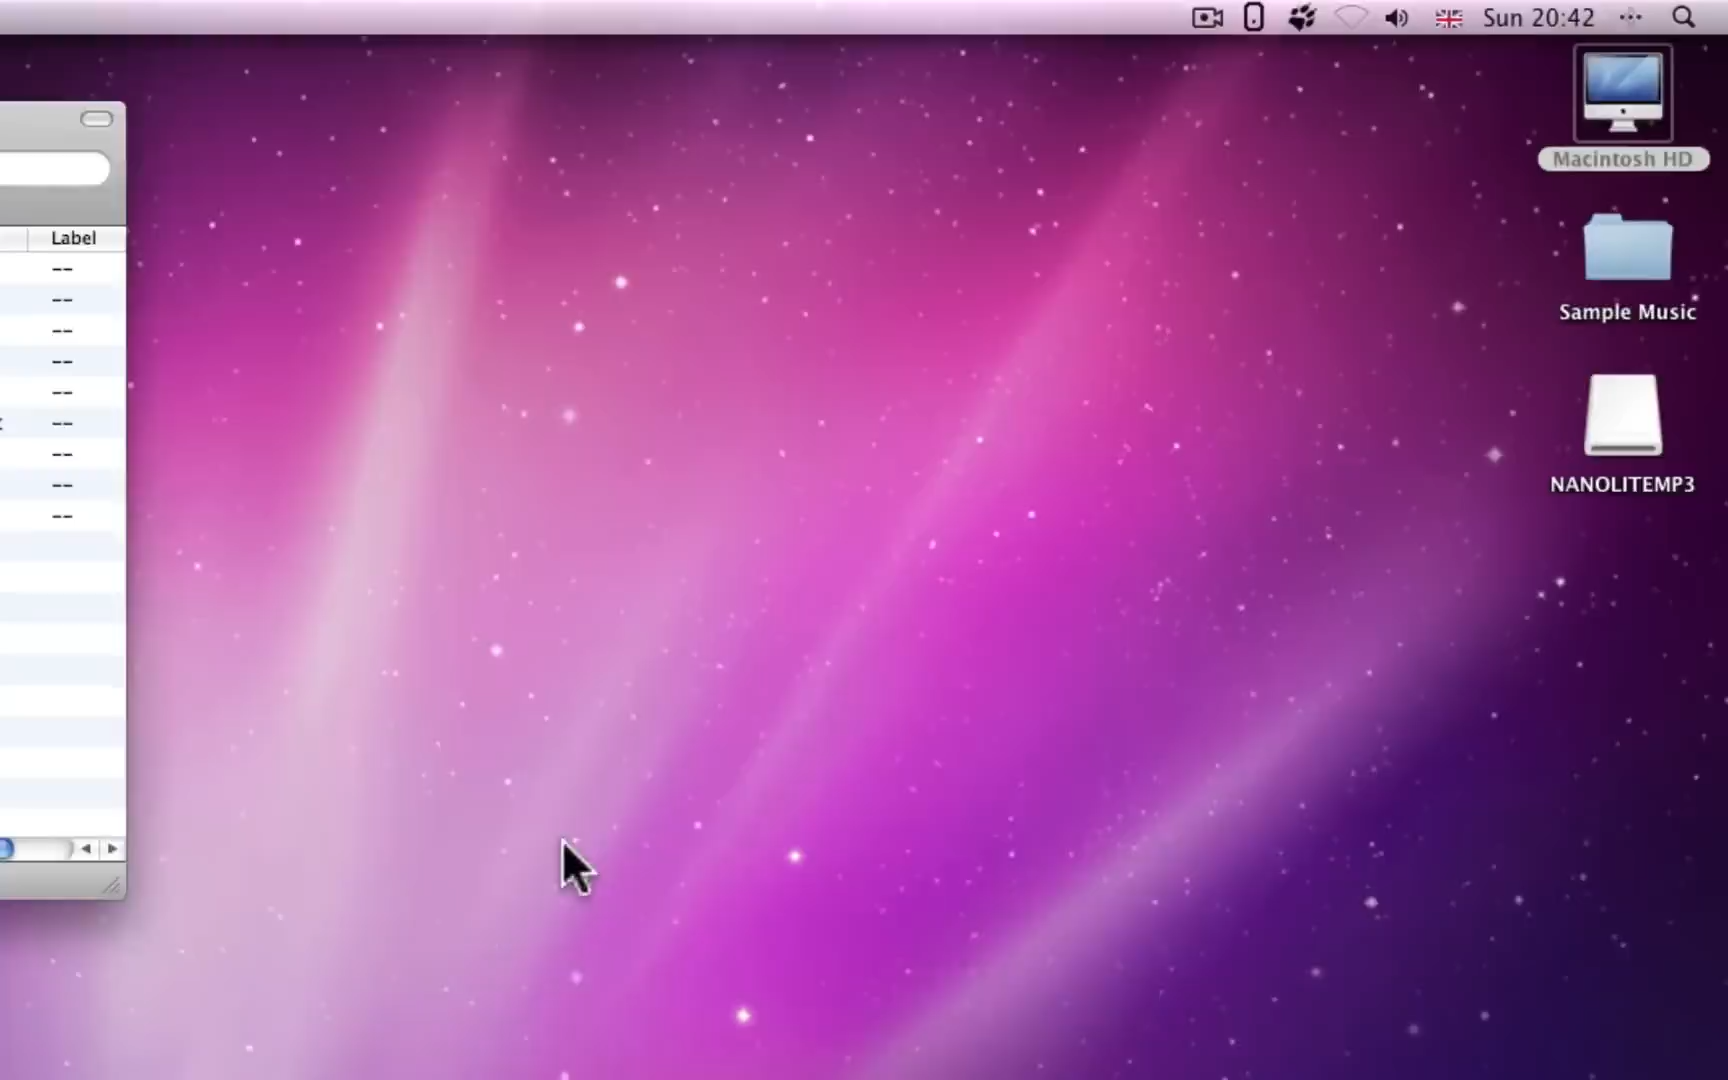 Sun 20:42
Macintosh HD
Label
--
--
--
--
--
--
--
--
--
Sample Music
NANOLITEMP3